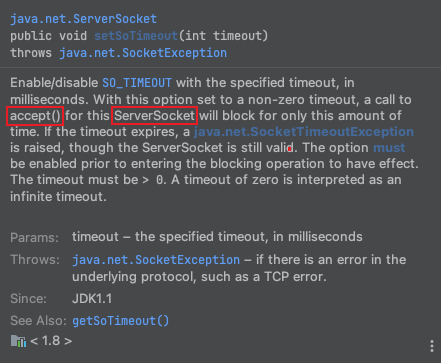 java.net.ServerSocket
public void setSoTimeout(int timeout)
throws java.net.SocketException
Enable/disable SO_TIMEOUT with the specified timeout, in
milliseconds. With this option set to a non-zero timeout, a call to
accept() for this ServerSocket will block for only this amount of
time. If the timeout expires, a java.net.SocketTimeoutException
is raised, though the ServerSocket is still valid. The option must
be enabled prior to entering the blocking operation to have effect.
The timeout must be > 0. A timeout of zero is interpreted as an
infinite timeout.
Params: timeout – the specified timeout, in milliseconds
Throws: java.net.SocketException – if there is an error in the
underlying protocol, such as a TCP error.
Since: JDK1.1
See Also: getSoTimeout()
< 1.8 >